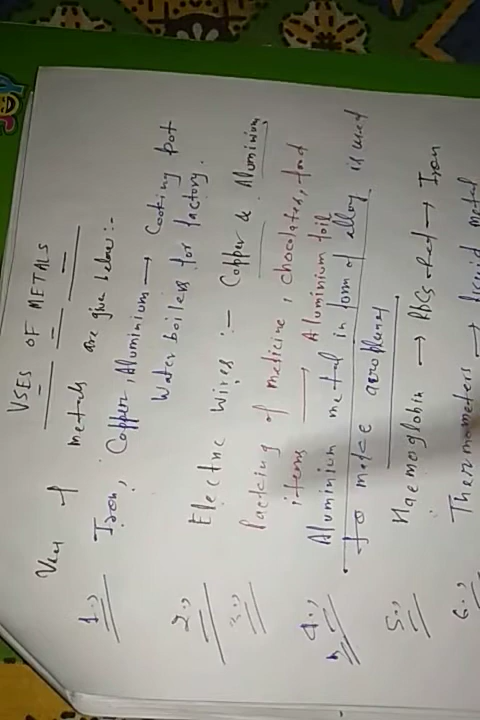 USES OF METALS
Uses of metals are give below:-
1., Iron, Copper, Aluminium → Cooking pot
Water boilers for factory.
2., Electric Wires :- Copper & Aluminium
3., Packing of medicine, chocolates, food
items → Aluminium foil
4., Aluminium metal in form of alloy is used
to make aeroplanes
5., Haemoglobin → RBCs → Red → Iron
6., Thermometers → liquid metal